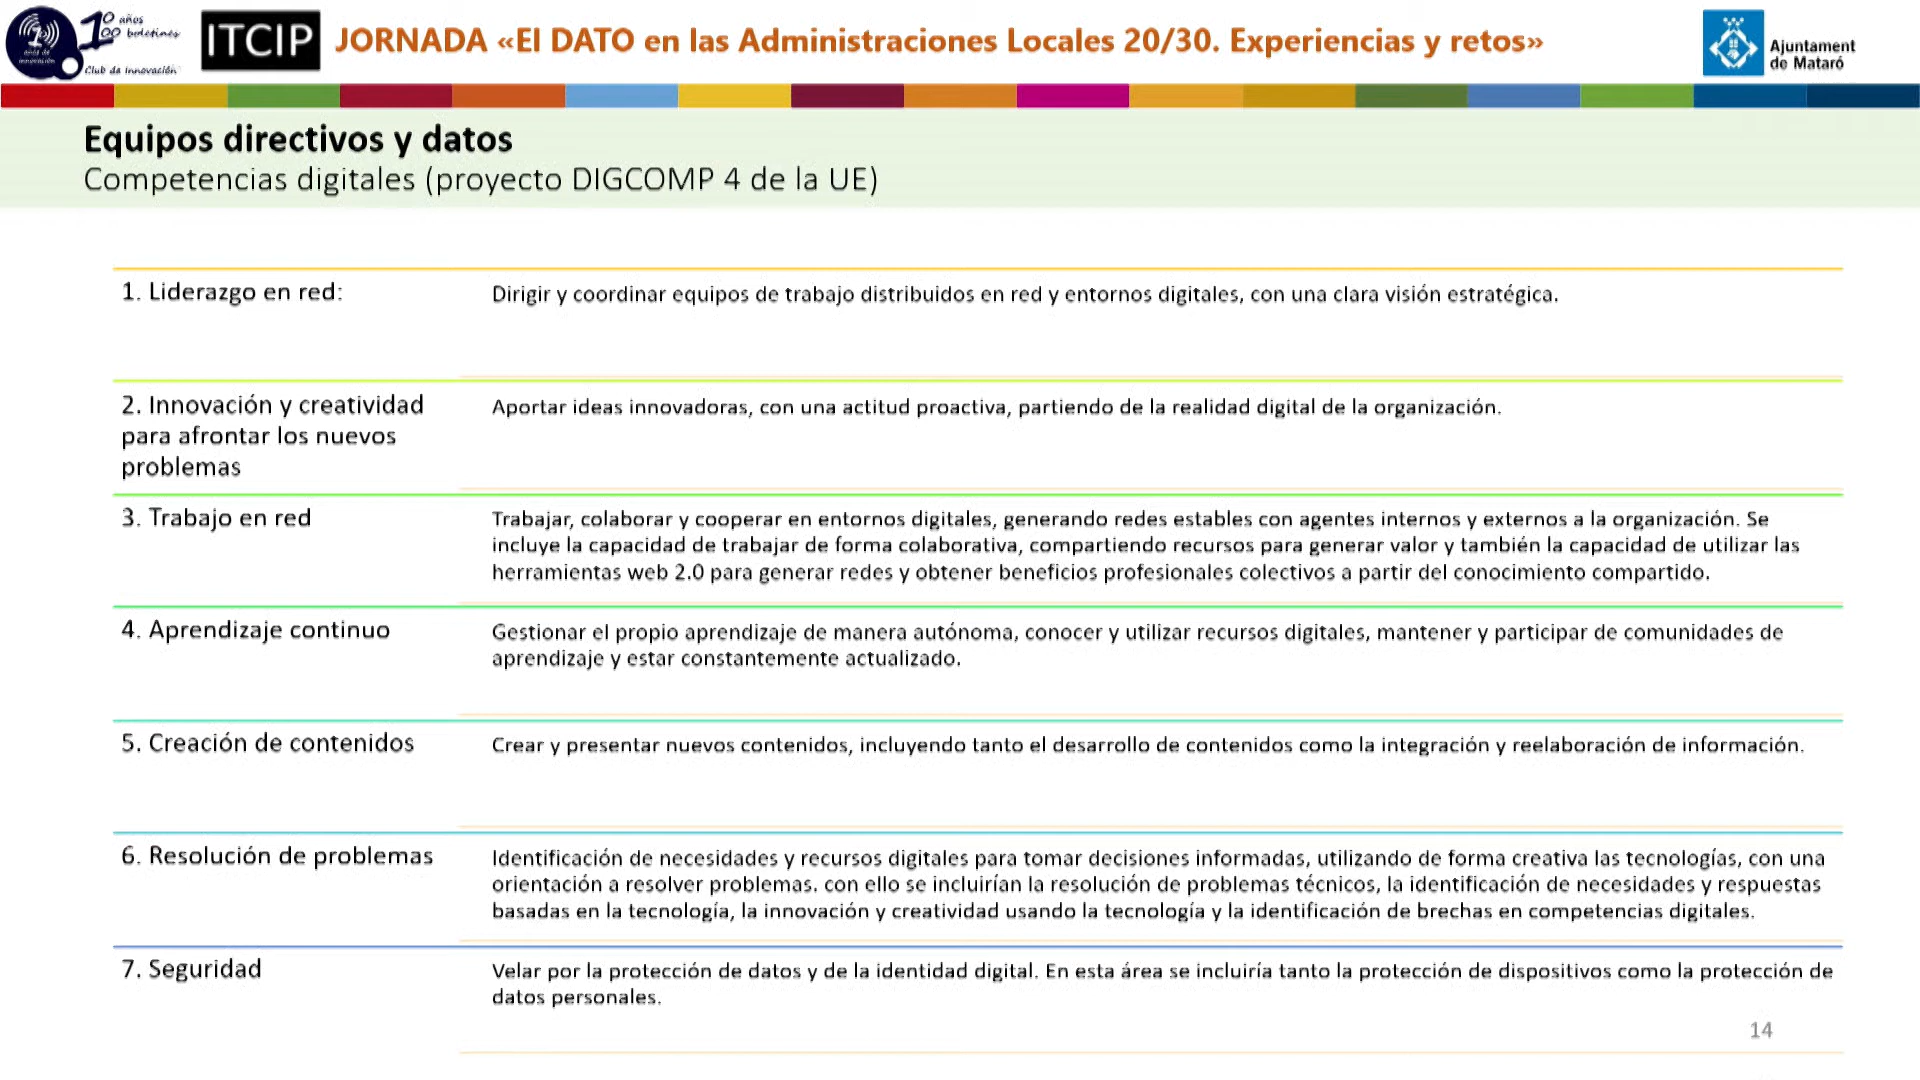 10 años
100 boletines
años de
innovación
Club de Innovación
ITCIP
JORNADA «El DATO en las Administraciones Locales 20/30. Experiencias y retos»
Ajuntament
de Mataró
Equipos directivos y datos
Competencias digitales (proyecto DIGCOMP 4 de la UE)
1. Liderazgo en red:
Dirigir y coordinar equipos de trabajo distribuidos en red y entornos digitales, con una clara visión estratégica.
2. Innovación y creatividad
para afrontar los nuevos
problemas
Aportar ideas innovadoras, con una actitud proactiva, partiendo de la realidad digital de la organización.
3. Trabajo en red
Trabajar, colaborar y cooperar en entornos digitales, generando redes estables con agentes internos y externos a la organización. Se
incluye la capacidad de trabajar de forma colaborativa, compartiendo recursos para generar valor y también la capacidad de utilizar las
herramientas web 2.0 para generar redes y obtener beneficios profesionales colectivos a partir del conocimiento compartido.
4. Aprendizaje continuo
Gestionar el propio aprendizaje de manera autónoma, conocer y utilizar recursos digitales, mantener y participar de comunidades de
aprendizaje y estar constantemente actualizado.
5. Creación de contenidos
Crear y presentar nuevos contenidos, incluyendo tanto el desarrollo de contenidos como la integración y reelaboración de información.
6. Resolución de problemas
Identificación de necesidades y recursos digitales para tomar decisiones informadas, utilizando de forma creativa las tecnologías, con una
orientación a resolver problemas. con ello se incluirían la resolución de problemas técnicos, la identificación de necesidades y respuestas
basadas en la tecnología, la innovación y creatividad usando la tecnología y la identificación de brechas en competencias digitales.
7. Seguridad
Velar por la protección de datos y de la identidad digital. En esta área se incluiría tanto la protección de dispositivos como la protección de
datos personales.
14